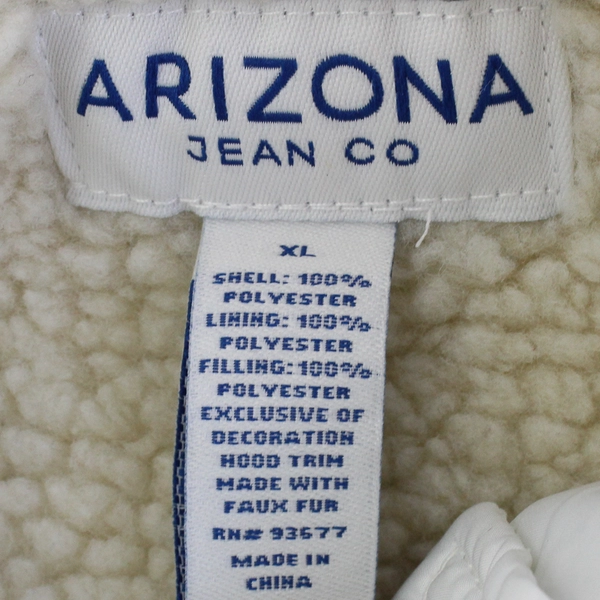 ARIZONA
JEAN CO
XL
SHELL: 100%
POLYESTER
LINING: 100%
POLYESTER
FILLING: 100%
POLYESTER
EXCLUSIVE OF
DECORATION
HOOD TRIM
MADE WITH
FAUX FUR
RN# 93677
MADE IN
CHINA